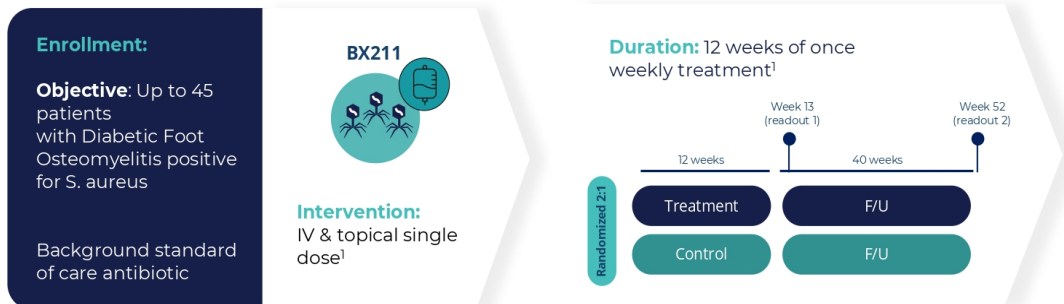 Enrollment:
Objective: Up to 45
patients
with Diabetic Foot
Osteomyelitis positive
for S. aureus
Background standard
of care antibiotic
BX211
Intervention:
IV & topical single
dose¹
Duration: 12 weeks of once
weekly treatment¹
Week 13
(readout 1)
Week 52
(readout 2)
12 weeks
40 weeks
Randomized 2:1
Treatment
F/U
Control
F/U